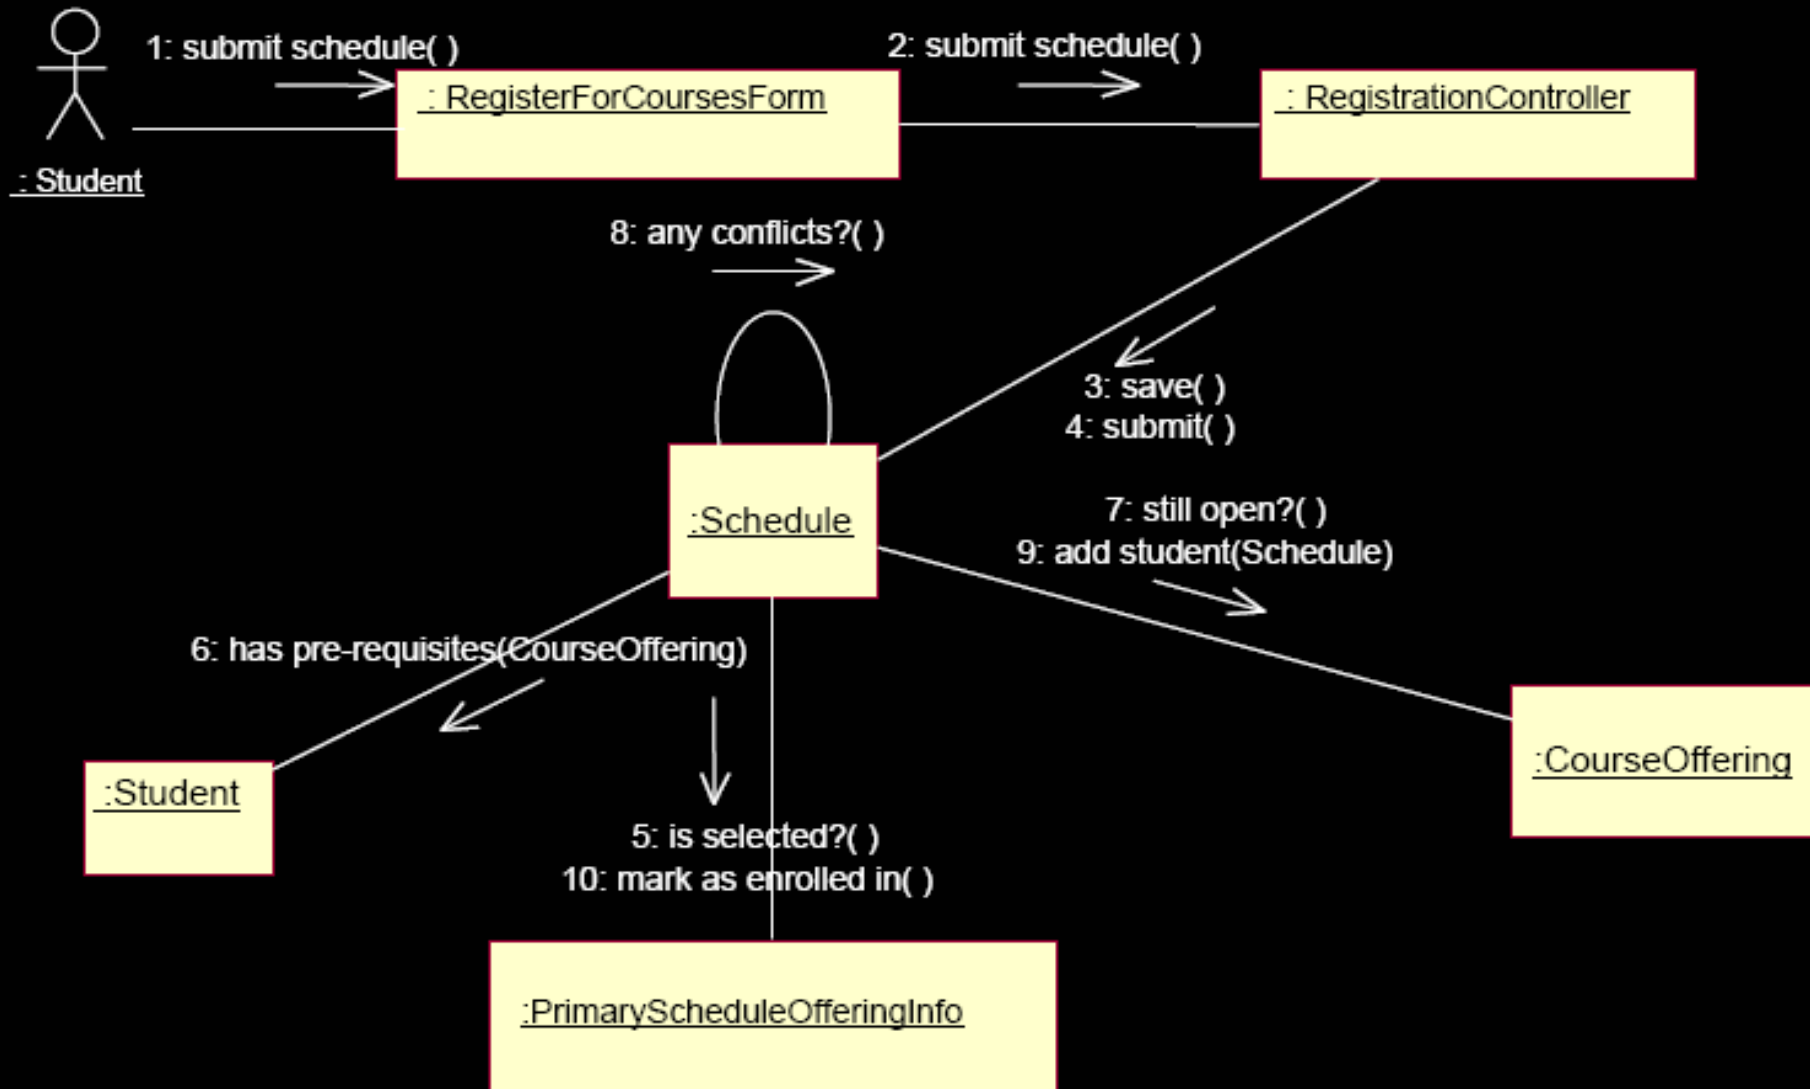 1: submit schedule( )
2: submit schedule( )
: RegisterForCoursesForm
: RegistrationController
: Student
8: any conflicts?( )
3: save( )
4: submit( )
:Schedule
7: still open?( )
9: add student(Schedule)
6: has pre-requisites(CourseOffering)
:CourseOffering
:Student
5: is selected?( )
10: mark as enrolled in( )
:PrimaryScheduleOfferingInfo